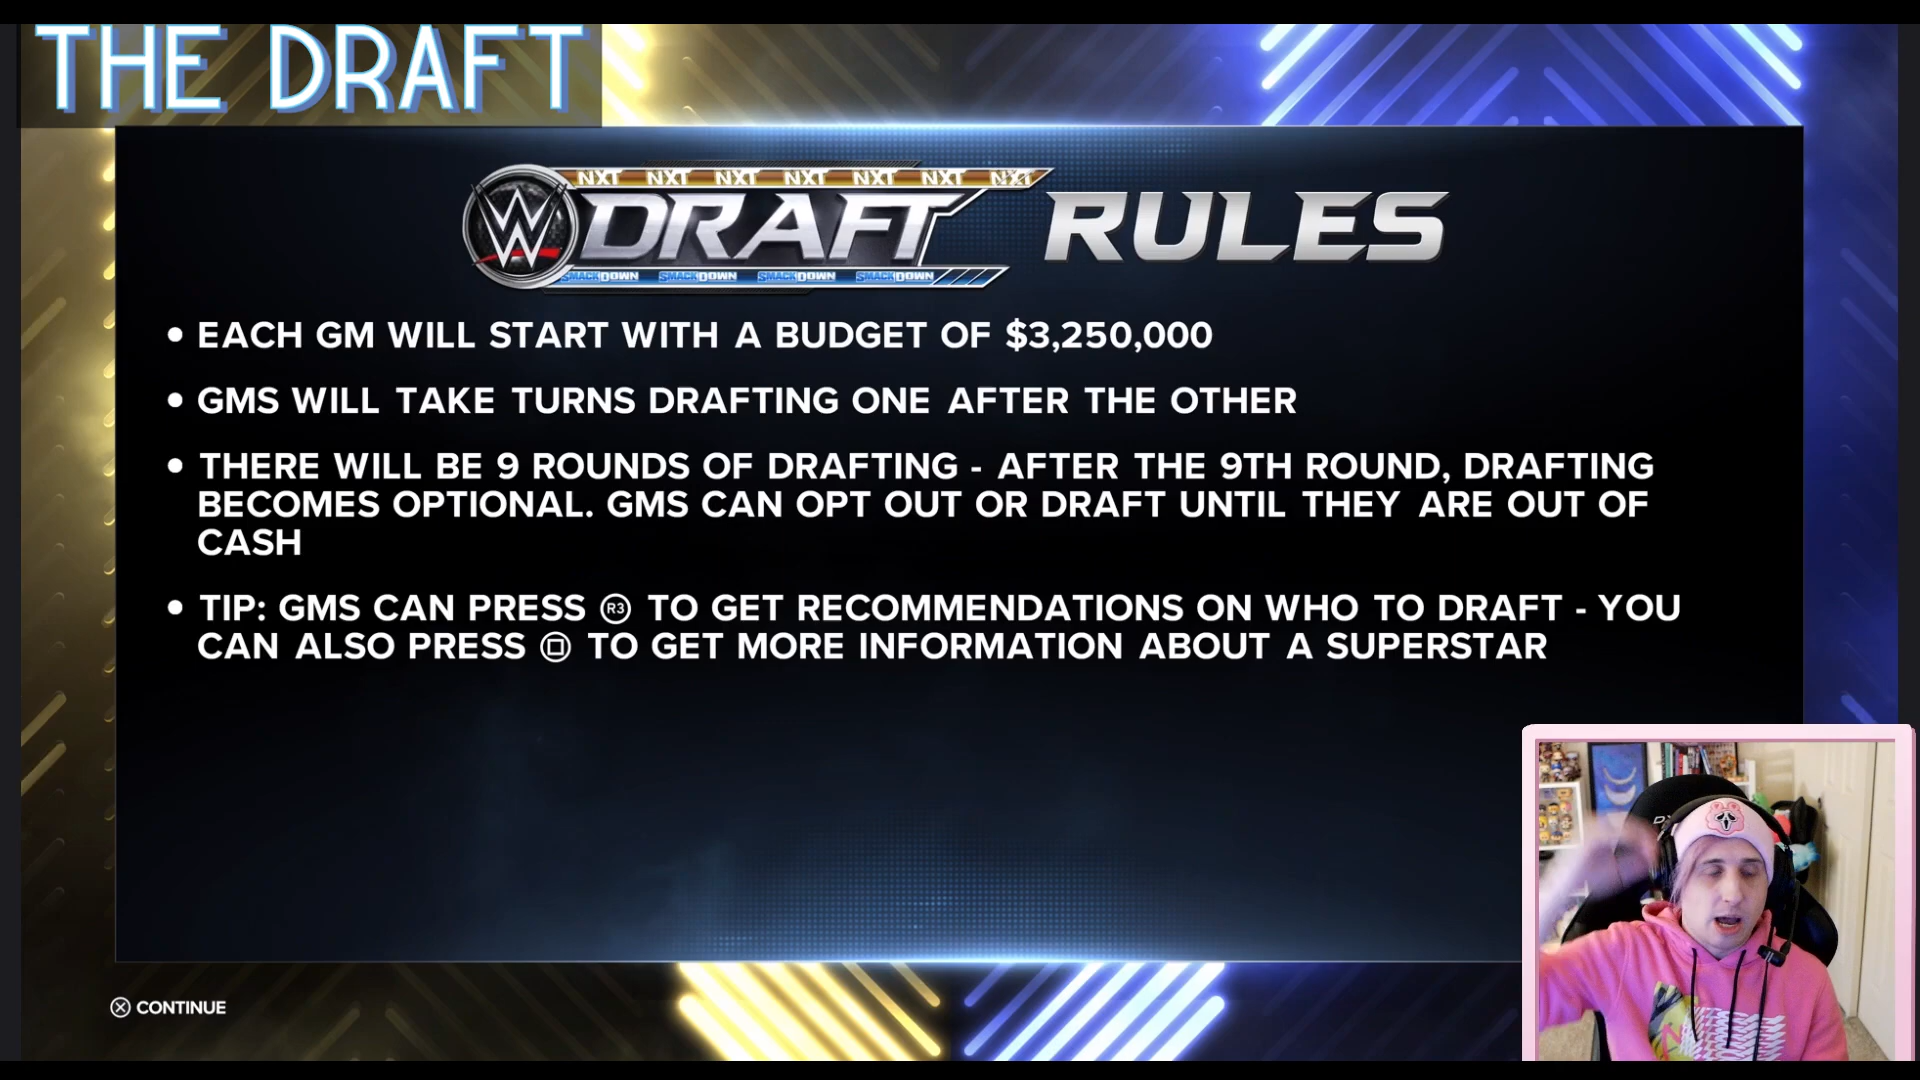 THE DRAFT
NXT NXT NXT NXT NXT NXT NXT
W DRAFT RULES
SMACKDOWN SMACKDOWN SMACKDOWN SMACKDOWN
• EACH GM WILL START WITH A BUDGET OF $3,250,000
• GMS WILL TAKE TURNS DRAFTING ONE AFTER THE OTHER
• THERE WILL BE 9 ROUNDS OF DRAFTING - AFTER THE 9TH ROUND, DRAFTING
BECOMES OPTIONAL. GMS CAN OPT OUT OR DRAFT UNTIL THEY ARE OUT OF
CASH
• TIP: GMS CAN PRESS R3 TO GET RECOMMENDATIONS ON WHO TO DRAFT - YOU
CAN ALSO PRESS TO GET MORE INFORMATION ABOUT A SUPERSTAR
CONTINUE